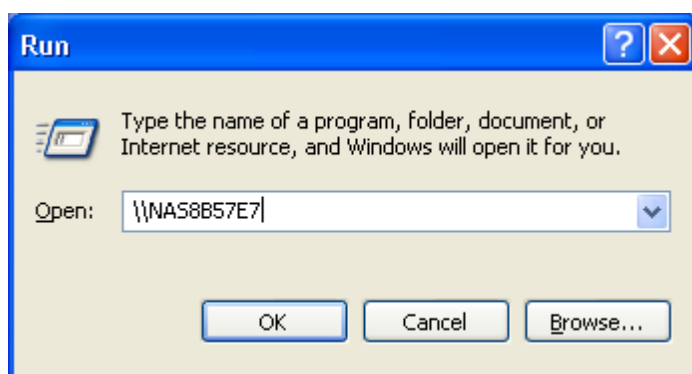 Run
Type the name of a program, folder, document, or
Internet resource, and Windows will open it for you.
Open: \\NAS8B57E7
OK Cancel Browse...